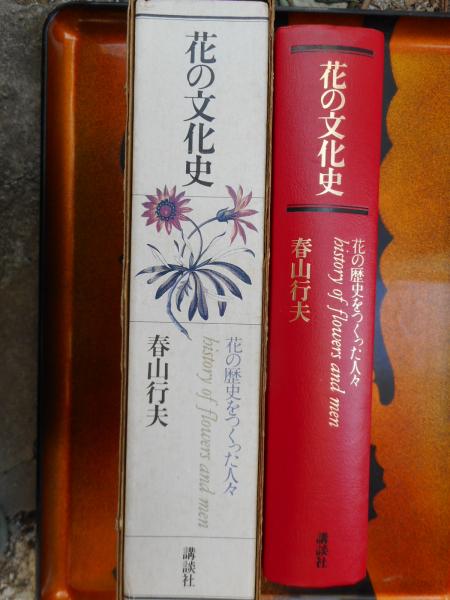 花の文化史
花の歴史をつくった人々
history of flowers and men
春山行夫
講談社
花の文化史
花の歴史をつくった人々
history of flowers and men
春山行夫
講談社